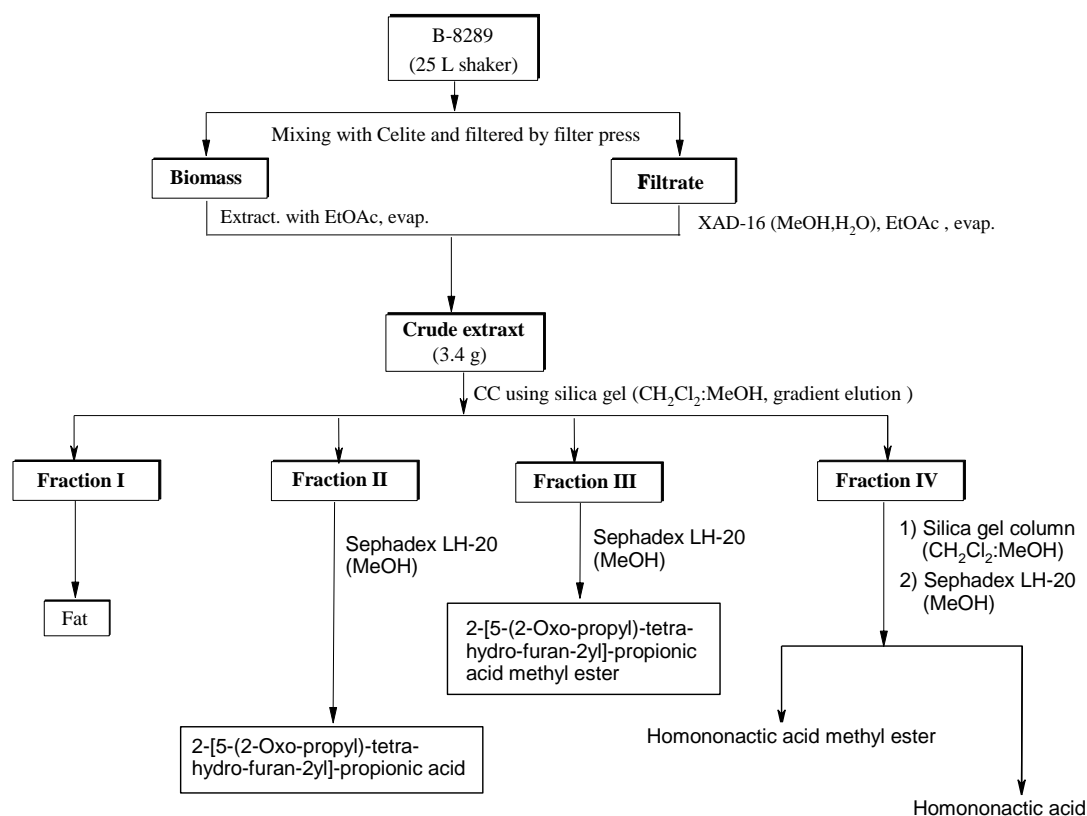 B-8289
(25 L shaker)
Mixing with Celite and filtered by filter press
Biomass
Filtrate
Extract. with EtOAc, evap.
XAD-16 (MeOH,H₂O), EtOAc , evap.
Crude extraxt
(3.4 g)
CC using silica gel (CH₂Cl₂:MeOH, gradient elution )
Fraction I
Fraction II
Fraction III
Fraction IV
Sephadex LH-20
(MeOH)
Sephadex LH-20
(MeOH)
1) Silica gel column
(CH₂Cl₂:MeOH)
2) Sephadex LH-20
(MeOH)
Fat
2-[5-(2-Oxo-propyl)-tetra-
hydro-furan-2yl]-propionic
acid methyl ester
2-[5-(2-Oxo-propyl)-tetra-
hydro-furan-2yl]-propionic acid
Homononactic acid methyl ester
Homononactic acid